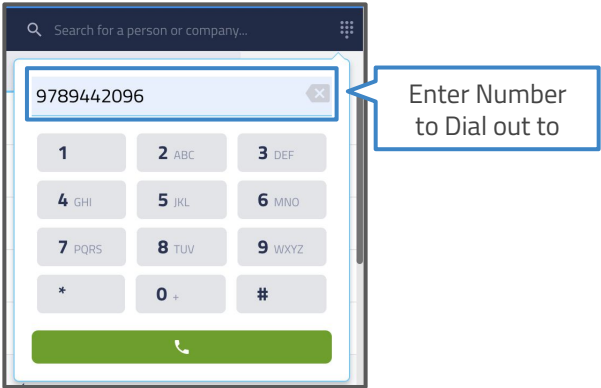 Search for a person or company...
9789442096
Enter Number
to Dial out to
1 2 ABC 3 DEF
4 GHI 5 JKL 6 MNO
7 PQRS 8 TUV 9 WXYZ
* 0 + #